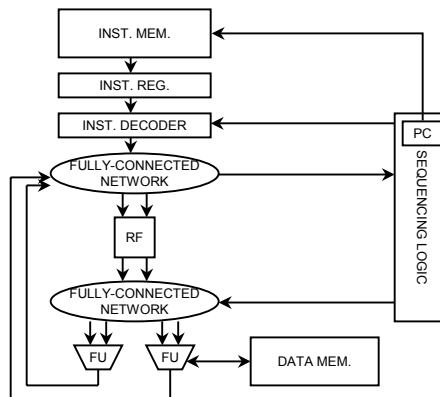 INST. MEM.
INST. REG.
INST. DECODER
PC
SEQUENCING LOGIC
FULLY-CONNECTED
NETWORK
RF
FULLY-CONNECTED
NETWORK
FU
FU
DATA MEM.